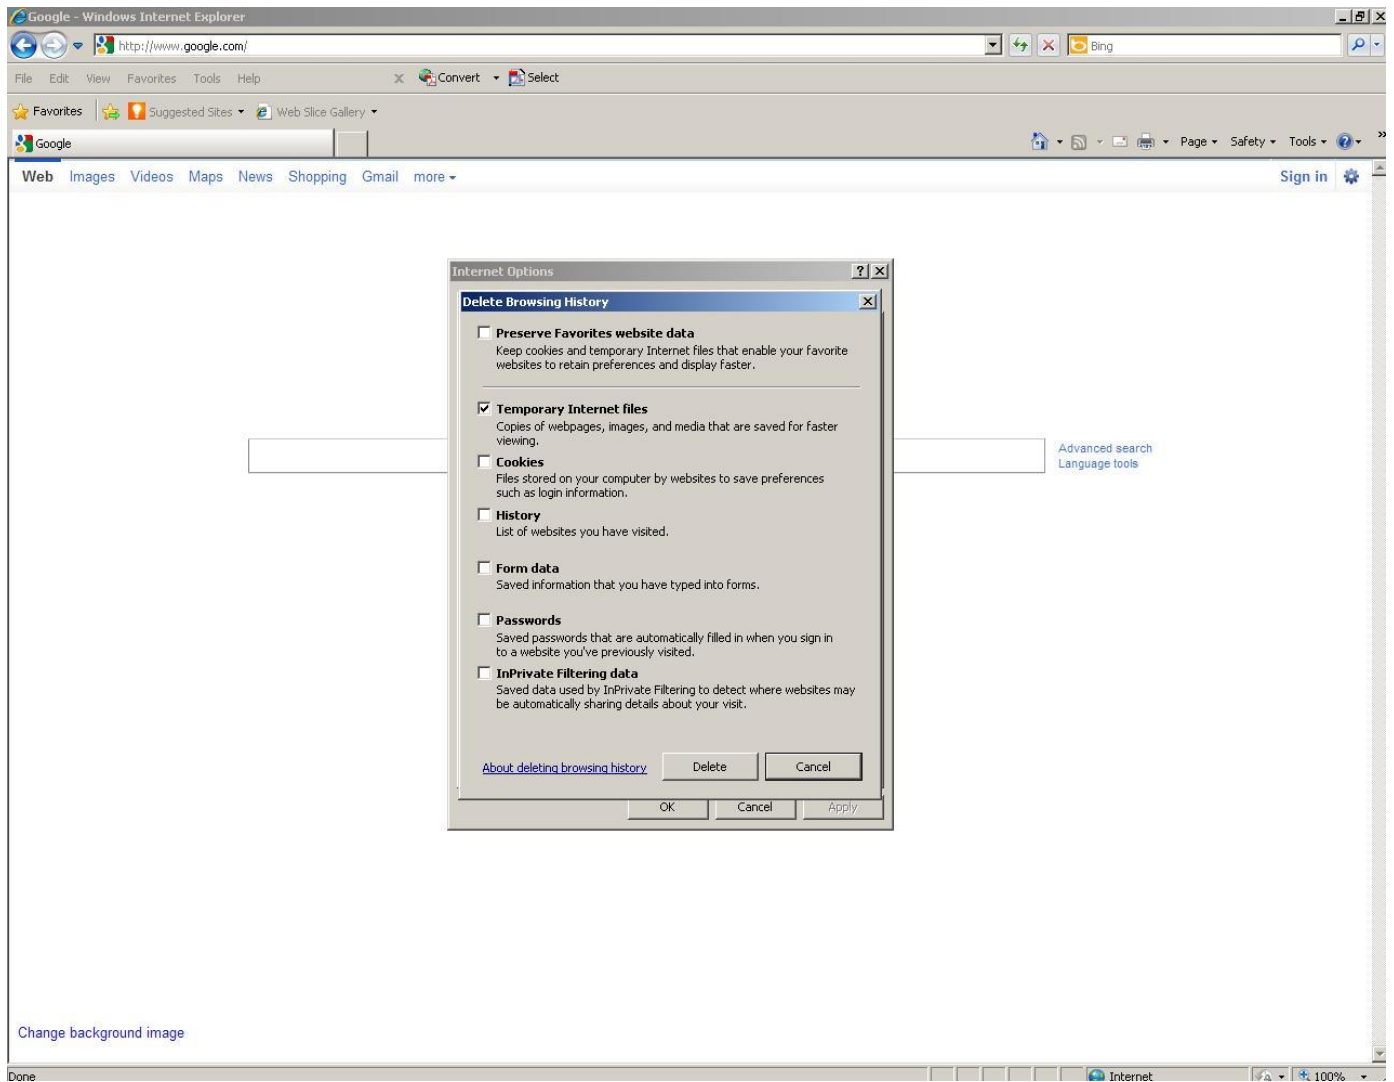 Google - Windows Internet Explorer
http://www.google.com/
Bing
File Edit View Favorites Tools Help x Convert Select
Favorites Suggested Sites Web Slice Gallery
Google
Page Safety Tools
Web Images Videos Maps News Shopping Gmail more
Sign in
Internet Options
Delete Browsing History
Preserve Favorites website data
Keep cookies and temporary Internet files that enable your favorite
websites to retain preferences and display faster.
Temporary Internet files
Copies of webpages, images, and media that are saved for faster
viewing.
Cookies
Files stored on your computer by websites to save preferences
such as login information.
History
List of websites you have visited.
Form data
Saved information that you have typed into forms.
Passwords
Saved passwords that are automatically filled in when you sign in
to a website you've previously visited.
InPrivate Filtering data
Saved data used by InPrivate Filtering to detect where websites may
be automatically sharing details about your visit.
About deleting browsing history
Delete
Cancel
OK
Cancel
Apply
Advanced search
Language tools
Change background image
Done
Internet
100%